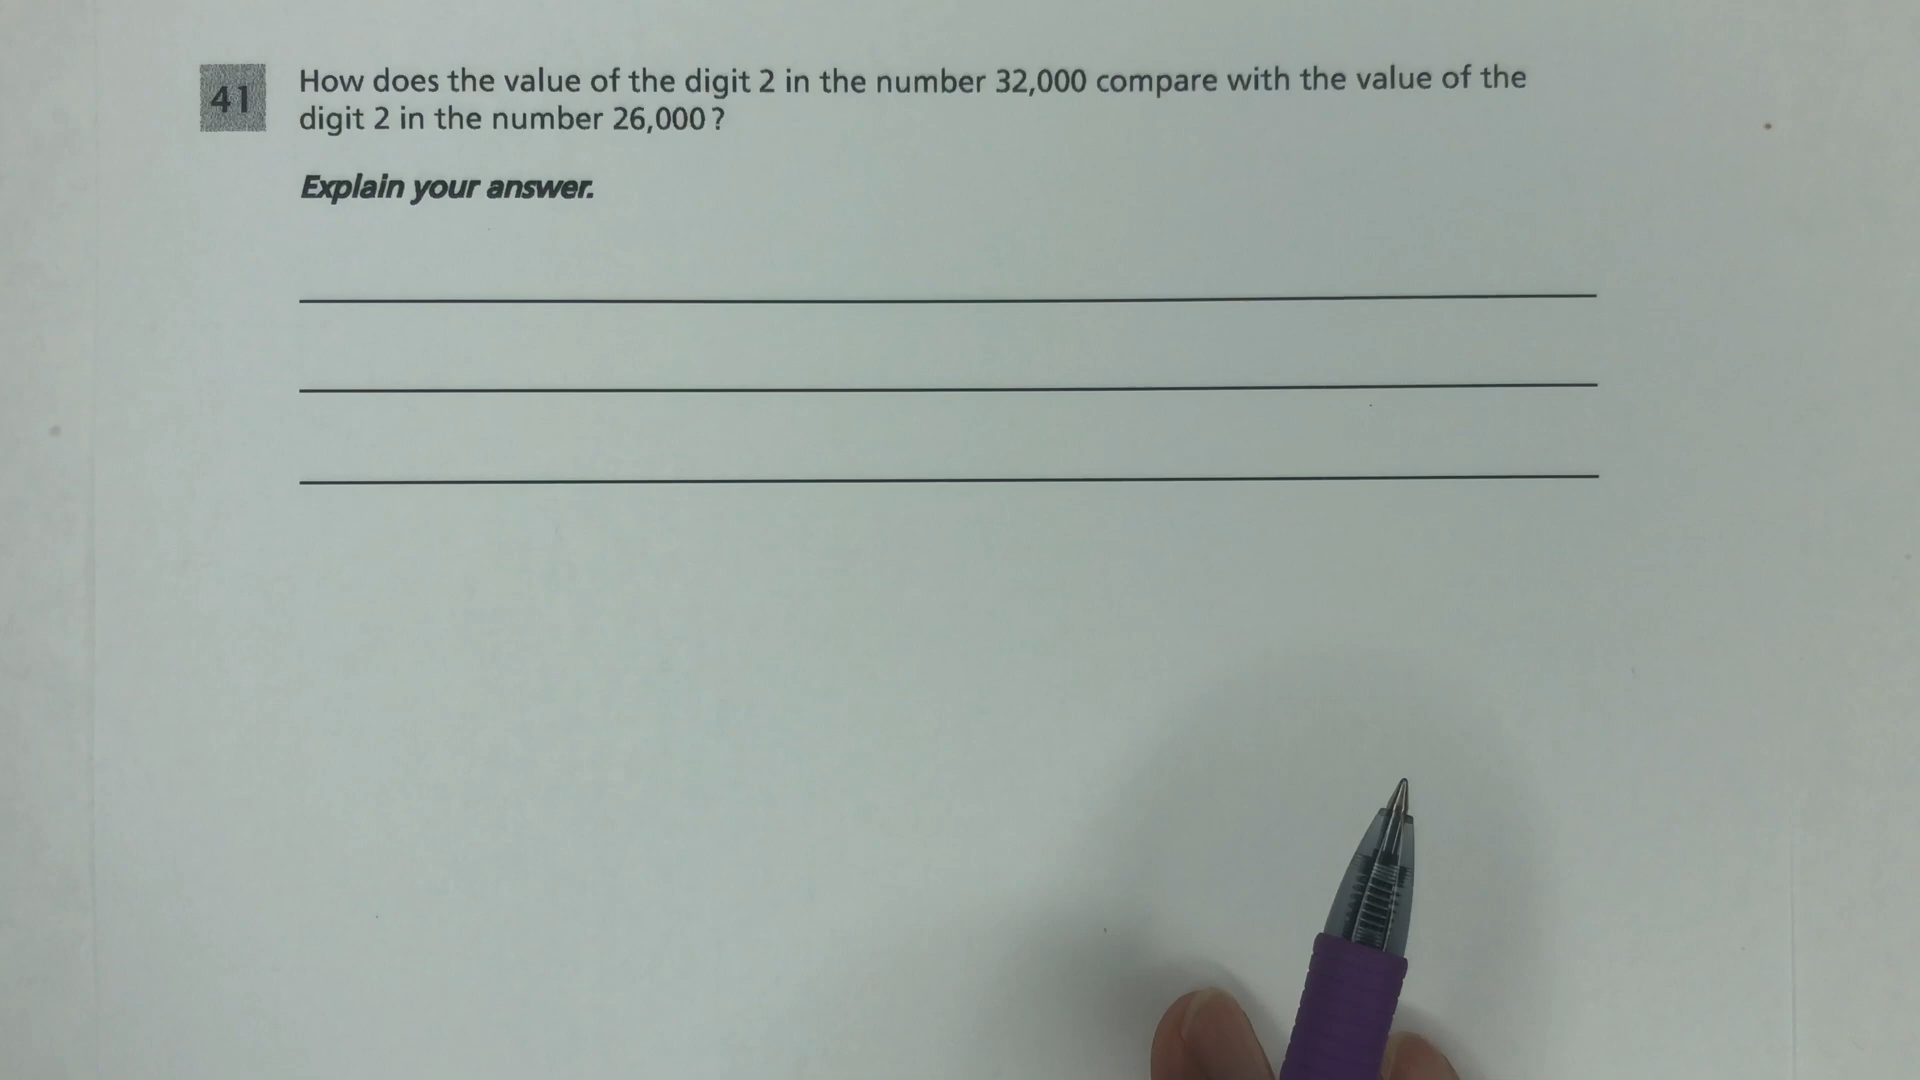 41
How does the value of the digit 2 in the number 32,000 compare with the value of the
digit 2 in the number 26,000?
Explain your answer.